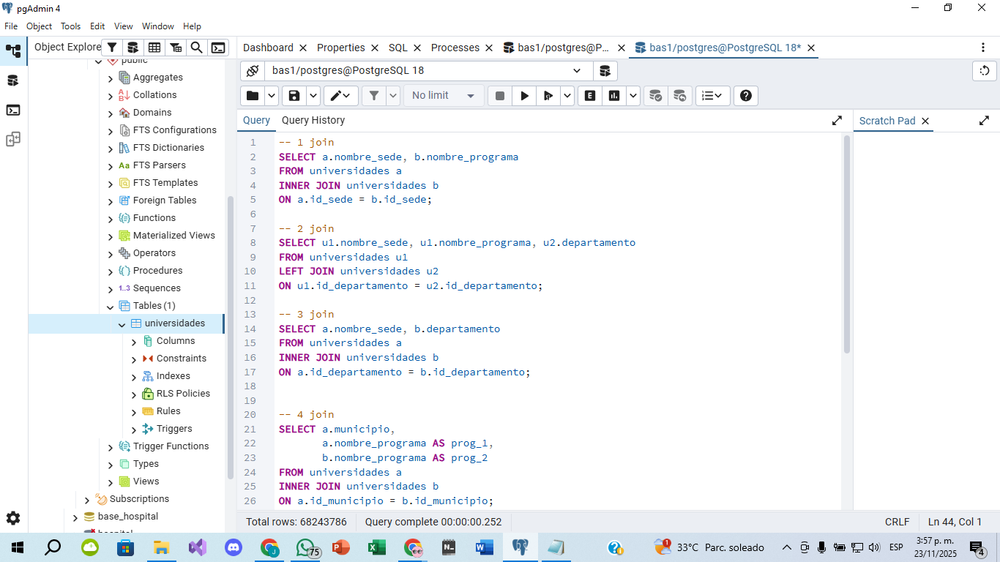 pgAdmin 4
File Object Tools Edit View Window Help
Object Explore
Dashboard Properties SQL Processes bas1/postgres@P... bas1/postgres@PostgreSQL 18*
public
Aggregates
Collations
Domains
FTS Configurations
FTS Dictionaries
Aa FTS Parsers
FTS Templates
Foreign Tables
Functions
Materialized Views
Operators
Procedures
1..3 Sequences
Tables (1)
universidades
Columns
Constraints
Indexes
RLS Policies
Rules
Triggers
Trigger Functions
Types
Views
Subscriptions
base_hospital
hospital
bas1/postgres@PostgreSQL 18
No limit
E
Query Query History
Scratch Pad
1 -- 1 join
2 SELECT a.nombre_sede, b.nombre_programa
3 FROM universidades a
4 INNER JOIN universidades b
5 ON a.id_sede = b.id_sede;
6
7 -- 2 join
8 SELECT u1.nombre_sede, u1.nombre_programa, u2.departamento
9 FROM universidades u1
10 LEFT JOIN universidades u2
11 ON u1.id_departamento = u2.id_departamento;
12
13 -- 3 join
14 SELECT a.nombre_sede, b.departamento
15 FROM universidades a
16 INNER JOIN universidades b
17 ON a.id_departamento = b.id_departamento;
18
19
20 -- 4 join
21 SELECT a.municipio,
22 a.nombre_programa AS prog_1,
23 b.nombre_programa AS prog_2
24 FROM universidades a
25 INNER JOIN universidades b
26 ON a.id_municipio = b.id_municipio;
Total rows: 68243786 Query complete 00:00:00.252 CRLF Ln 44, Col 1
75
1
33°C Parc. soleado
ESP
3:57 p. m.
23/11/2025
4